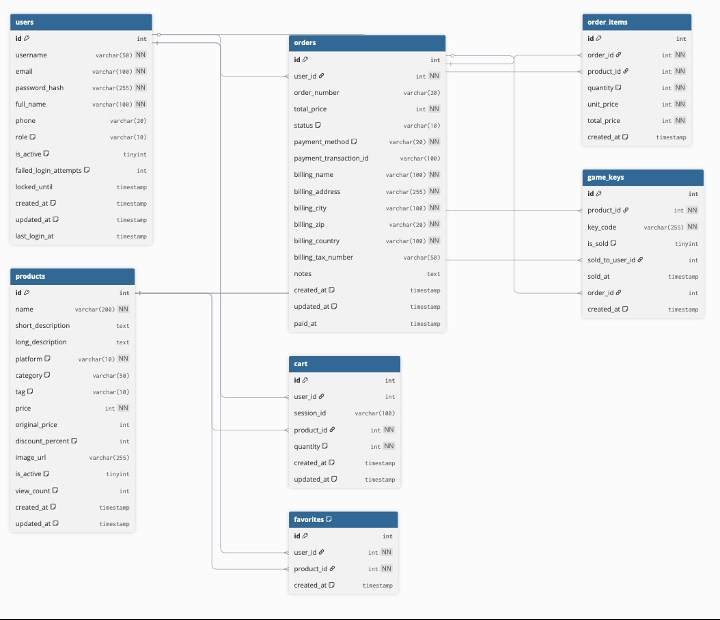 users
id int
username varchar(50) NN
email varchar(100) NN
password_hash varchar(255) NN
full_name varchar(100) NN
phone varchar(20)
role varchar(10)
is_active tinyint
failed_login_attempts int
locked_until timestamp
created_at timestamp
updated_at timestamp
last_login_at timestamp
products
id int
name varchar(200) NN
short_description text
long_description text
platform varchar(10) NN
category varchar(50)
tag varchar(10)
price int NN
original_price int
discount_percent int
image_url varchar(255)
is_active tinyint
view_count int
created_at timestamp
updated_at timestamp
orders
id int
user_id int NN
order_number varchar(20)
total_price int NN
status varchar(10)
payment_method varchar(20) NN
payment_transaction_id varchar(100)
billing_name varchar(100) NN
billing_address varchar(255) NN
billing_city varchar(100) NN
billing_zip varchar(20) NN
billing_country varchar(100) NN
billing_tax_number varchar(50)
notes text
created_at timestamp
updated_at timestamp
paid_at timestamp
cart
id int
user_id int
session_id varchar(100)
product_id int NN
quantity int NN
created_at timestamp
updated_at timestamp
favorites
id int
user_id int NN
product_id int NN
created_at timestamp
order_items
id int
order_id int NN
product_id int NN
quantity int NN
unit_price int NN
total_price int NN
created_at timestamp
game_keys
id int
product_id int NN
key_code varchar(255) NN
is_sold tinyint
sold_to_user_id int
sold_at timestamp
order_id int
created_at timestamp